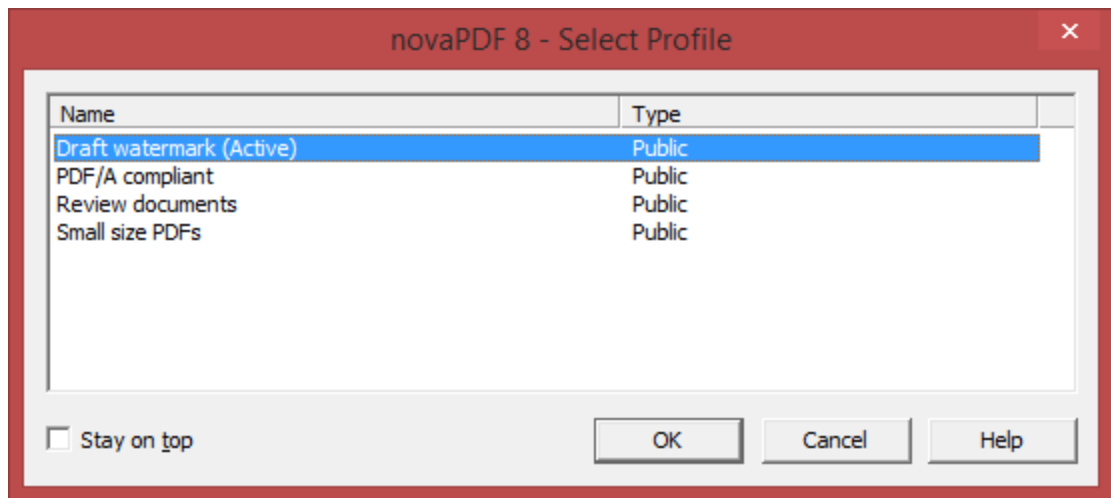 novaPDF 8 - Select Profile
Name Type
Draft watermark (Active) Public
PDF/A compliant Public
Review documents Public
Small size PDFs Public
Stay on top OK Cancel Help